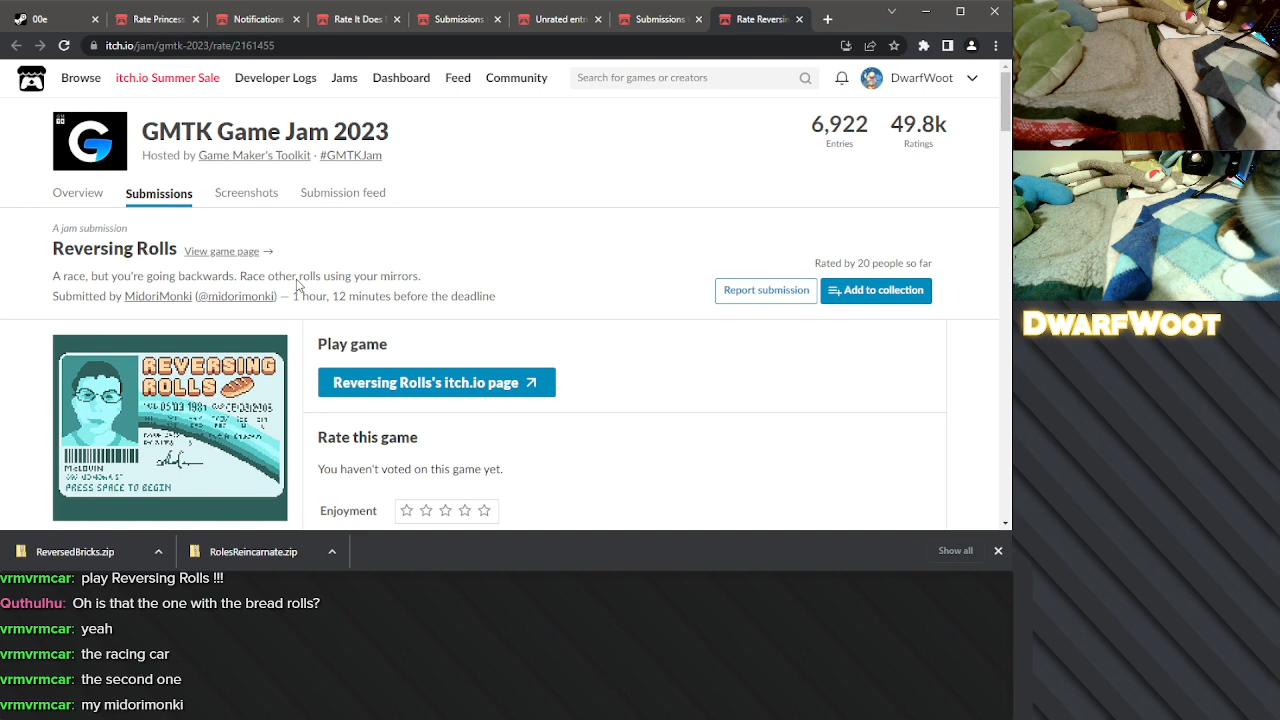 00e
Rate Princess
Notifications
Rate It Does
Submissions
Unrated entr
Submissions
Rate Reversin
itch.io/jam/gmtk-2023/rate/2161455
Browse itch.io Summer Sale Developer Logs Jams Dashboard Feed Community Search for games or creators DwarfWoot
GMTK Game Jam 2023
Hosted by Game Maker's Toolkit · #GMTKJam
6,922 49.8k
Entries Ratings
Overview Submissions Screenshots Submission feed
A jam submission
Reversing Rolls View game page →
A race, but you're going backwards. Race other rolls using your mirrors.
Submitted by MidoriMonki (@midorimonki) — 1 hour, 12 minutes before the deadline
Rated by 20 people so far
Report submission Add to collection
REVERSING
ROLLS
McLOVIN
PRESS SPACE TO BEGIN
Play game
Reversing Rolls's itch.io page
Rate this game
You haven't voted on this game yet.
Enjoyment
ReversedBricks.zip RolesReincarnate.zip Show all
vrmvrmcar: play Reversing Rolls !!!
Quthulhu: Oh is that the one with the bread rolls?
vrmvrmcar: yeah
vrmvrmcar: the racing car
vrmvrmcar: the second one
vrmvrmcar: my midorimonki
DWARFWOOT